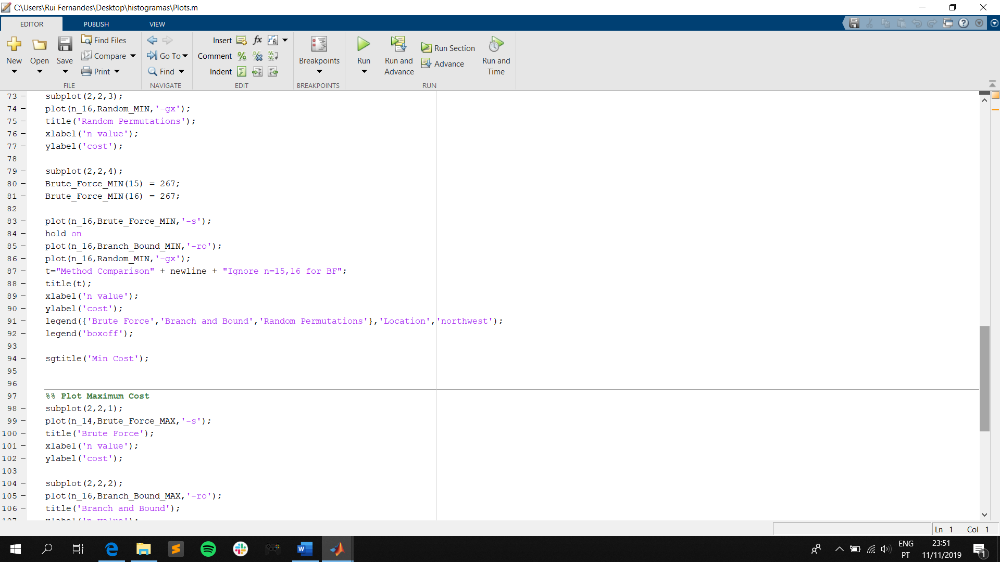 C:\Users\Rui Fernandes\Desktop\histogramas\Plots.m
EDITOR PUBLISH VIEW
New Open Save Find Files Compare Print
FILE
Go To Find
NAVIGATE
Insert fx
Comment % %
Indent
EDIT
Breakpoints
BREAKPOINTS
Run Run and Advance Run Section Advance Run and Time
RUN
73 – subplot(2,2,3);
74 – plot(n_16,Random_MIN,'-gx');
75 – title('Random Permutations');
76 – xlabel('n value');
77 – ylabel('cost');
78
79 – subplot(2,2,4);
80 – Brute_Force_MIN(15) = 267;
81 – Brute_Force_MIN(16) = 267;
82
83 – plot(n_16,Brute_Force_MIN,'-s');
84 – hold on
85 – plot(n_16,Branch_Bound_MIN,'-ro');
86 – plot(n_16,Random_MIN,'-gx');
87 – t="Method Comparison" + newline + "Ignore n=15,16 for BF";
88 – title(t);
89 – xlabel('n value');
90 – ylabel('cost');
91 – legend({'Brute Force','Branch and Bound','Random Permutations'},'Location','northwest');
92 – legend('boxoff');
93
94 – sgtitle('Min Cost');
95
96
97 %% Plot Maximum Cost
98 – subplot(2,2,1);
99 – plot(n_14,Brute_Force_MAX,'-s');
100 – title('Brute Force');
101 – xlabel('n value');
102 – ylabel('cost');
103
104 – subplot(2,2,2);
105 – plot(n_16,Branch_Bound_MAX,'-ro');
106 – title('Branch and Bound');
Ln 1 Col 1
ENG
PT
23:51
11/11/2019
1